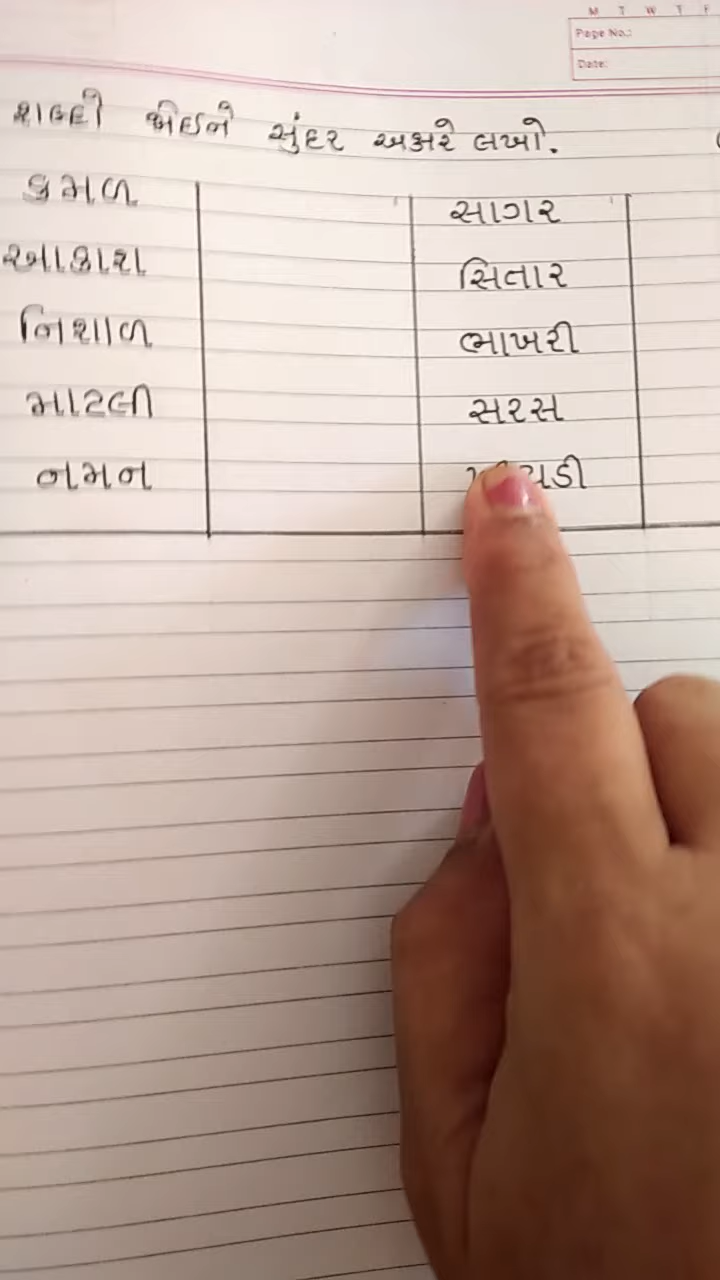 M T W T F
Page No.:
Date:
શબ્દો જોઈને સુંદર અક્ષરે લખો.
કમળ સાગર
આકાશ સિતાર
નિશાળ ભાખરી
માટલી સરસ
નમન